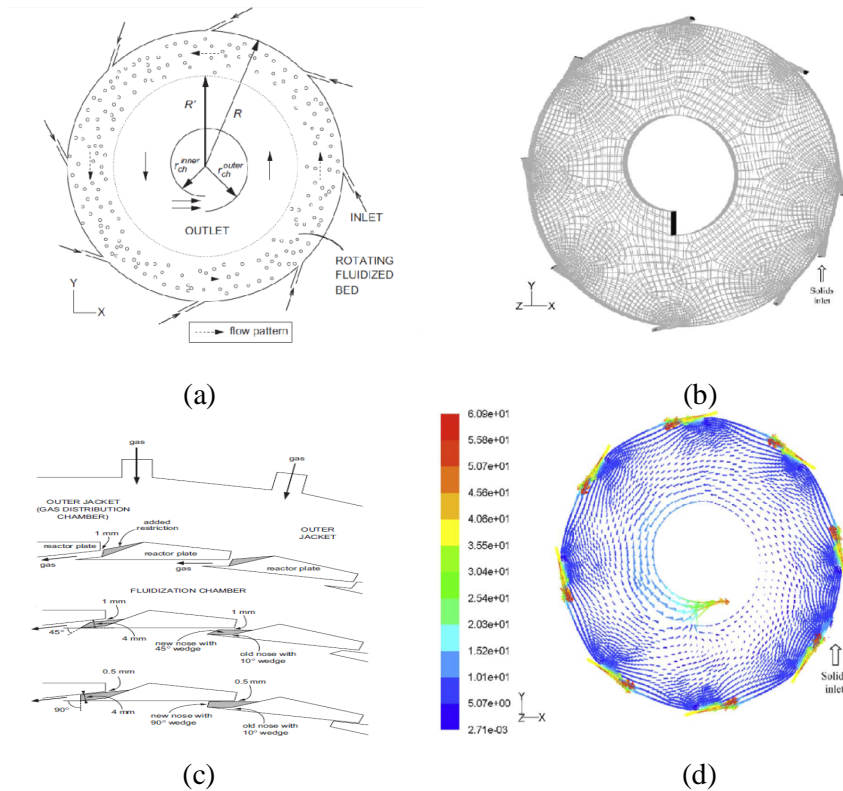 R'
R
r_ch^inner
r_ch^outer
INLET
OUTLET
ROTATING
FLUIDIZED
BED
Y
X
flow pattern
(a)
Y
Z
X
Solids
inlet
(b)
gas
gas
OUTER JACKET
(GAS DISTRIBUTION
CHAMBER)
added
restriction
OUTER
JACKET
1 mm
reactor plate
reactor plate
gas
gas
reactor plate
FLUIDIZATION CHAMBER
1 mm
1 mm
45°
4 mm
new nose with
45° wedge
old nose with
10° wedge
0.5 mm
0.5 mm
90°
4 mm
new nose with
90° wedge
old nose with
10° wedge
(c)
6.09e+01
5.58e+01
5.07e+01
4.56e+01
4.06e+01
3.55e+01
3.04e+01
2.54e+01
2.03e+01
1.52e+01
1.01e+01
5.07e+00
2.71e-03
Y
Z
X
Solids
inlet
(d)